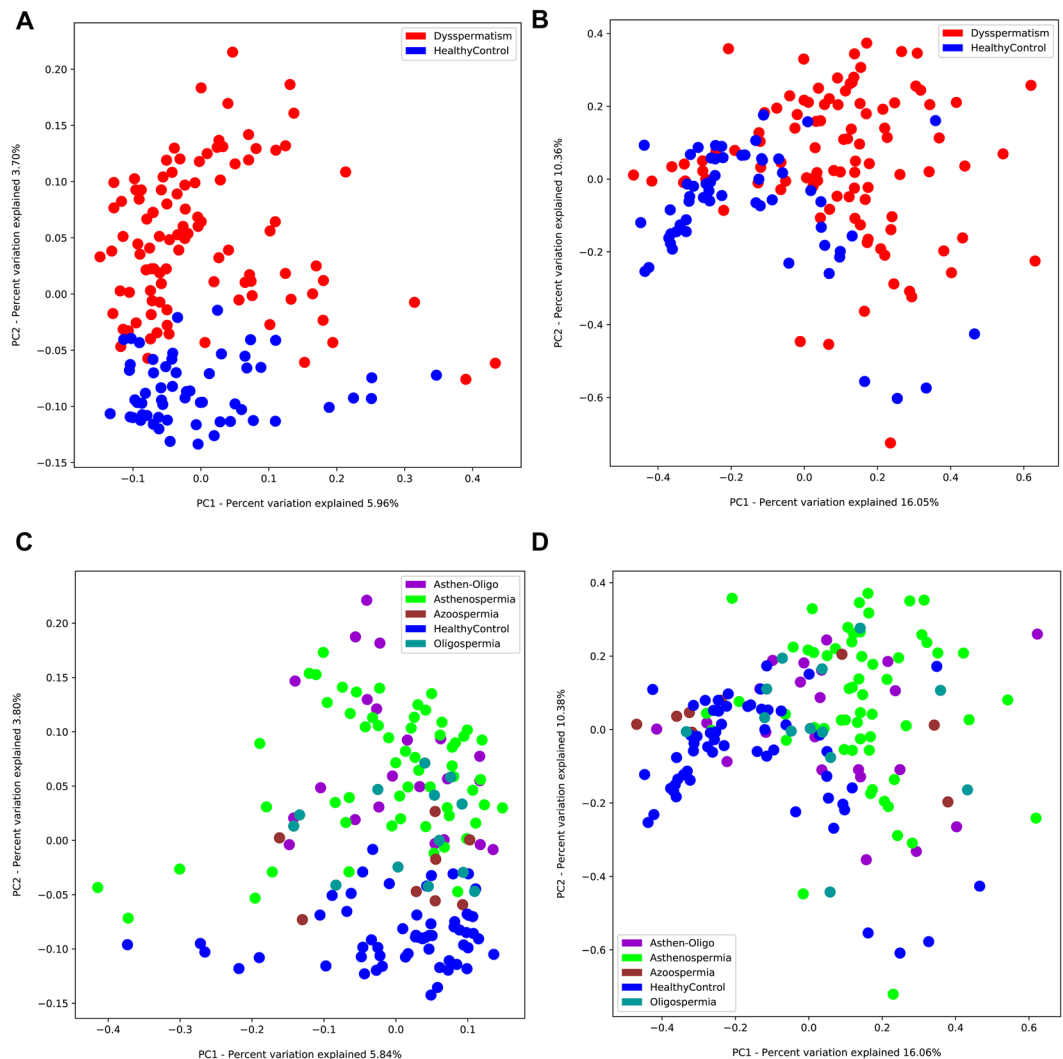 A
Dysspermatism
HealthyControl
0.20
0.15
0.10
0.05
0.00
−0.05
−0.10
−0.15
PC2 - Percent variation explained 3.70%
−0.1
0.0
0.1
0.2
0.3
0.4
PC1 - Percent variation explained 5.96%
B
Dysspermatism
HealthyControl
0.4
0.2
0.0
−0.2
−0.4
−0.6
PC2 - Percent variation explained 10.36%
−0.4
−0.2
0.0
0.2
0.4
0.6
PC1 - Percent variation explained 16.05%
C
Asthen-Oligo
Asthenospermia
Azoospermia
HealthyControl
Oligospermia
0.20
0.15
0.10
0.05
0.00
−0.05
−0.10
−0.15
PC2 - Percent variation explained 3.80%
−0.4
−0.3
−0.2
−0.1
0.0
0.1
PC1 - Percent variation explained 5.84%
D
0.4
0.2
0.0
−0.2
−0.4
−0.6
PC2 - Percent variation explained 10.38%
Asthen-Oligo
Asthenospermia
Azoospermia
HealthyControl
Oligospermia
−0.4
−0.2
0.0
0.2
0.4
0.6
PC1 - Percent variation explained 16.06%